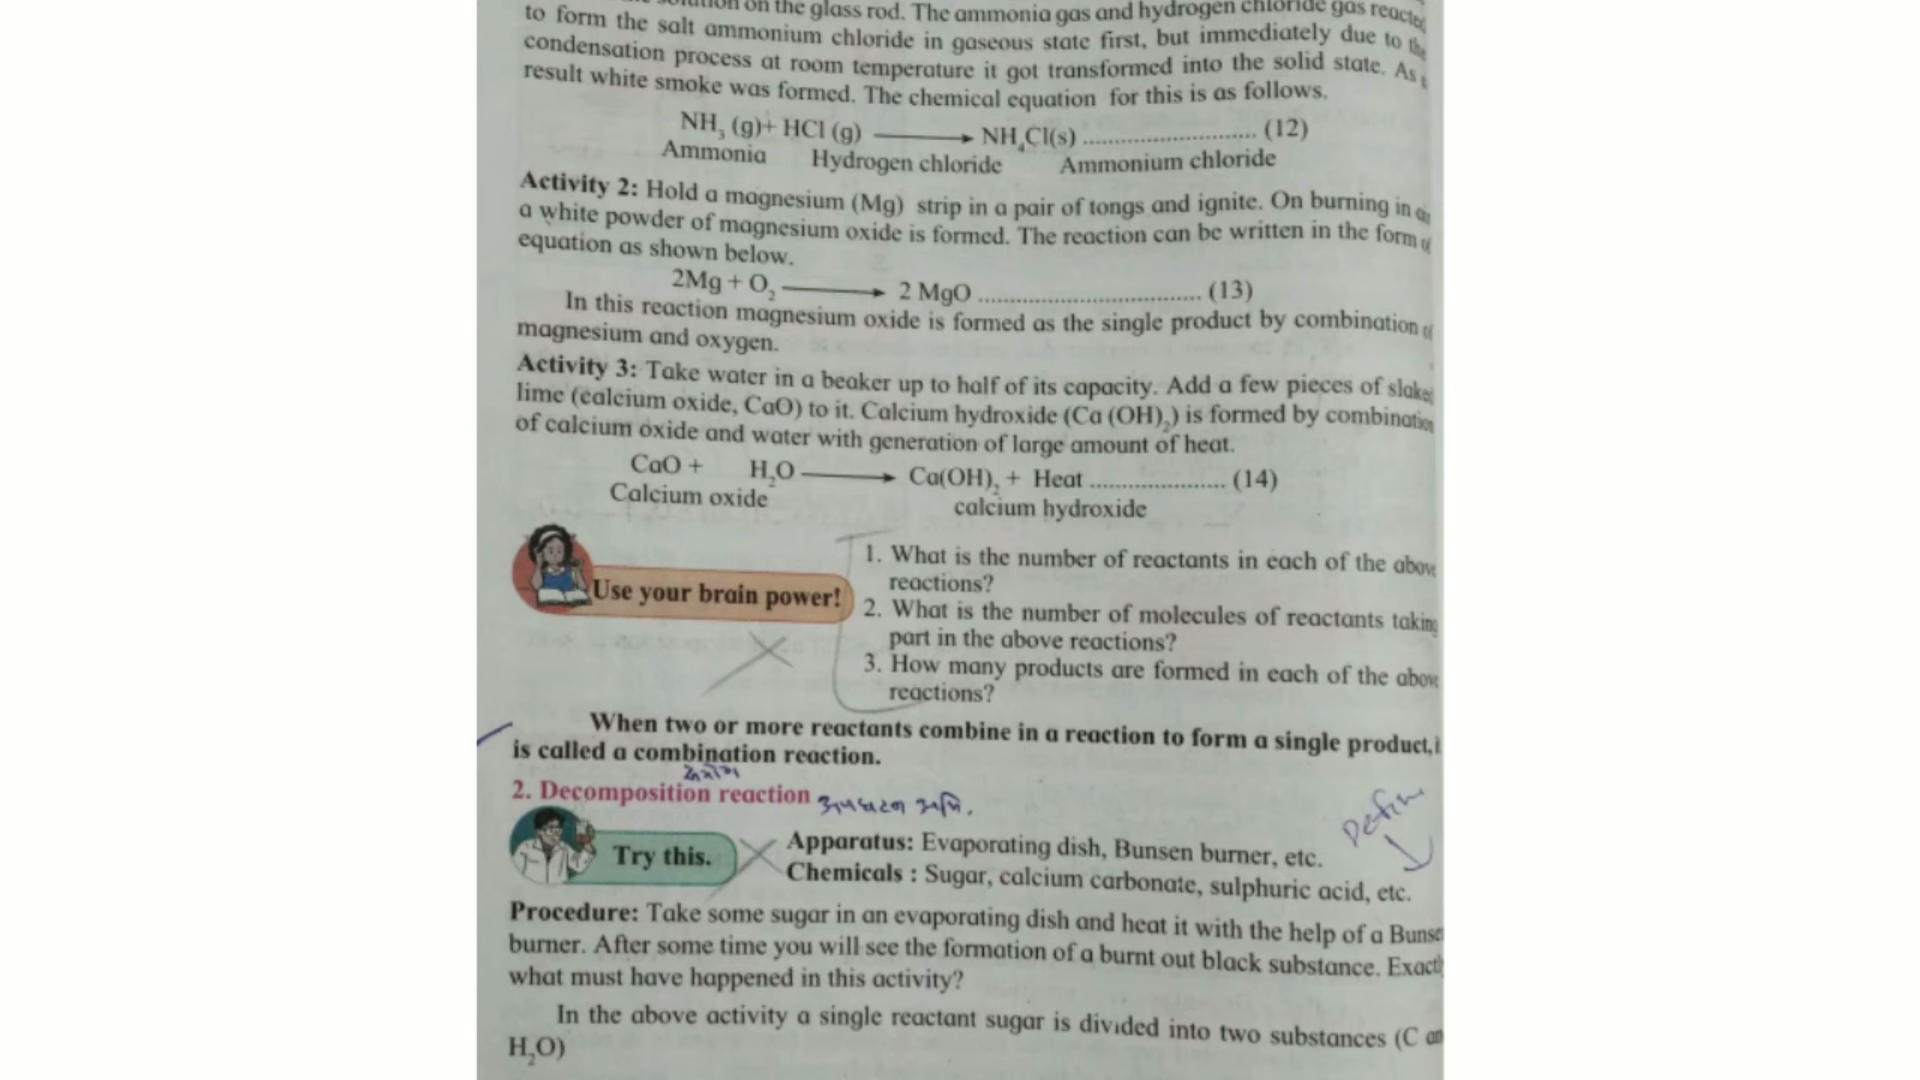 solution on the glass rod. The ammonia gas and hydrogen chloride gas reacted
to form the salt ammonium chloride in gaseous state first, but immediately due to the
condensation process at room temperature it got transformed into the solid state. As
result white smoke was formed. The chemical equation for this is as follows.
NH₃ (g)+ HCl (g) ⟶ NH₄Cl(s) .............................. (12)
Ammonia Hydrogen chloride Ammonium chloride
Activity 2: Hold a magnesium (Mg) strip in a pair of tongs and ignite. On burning in
a white powder of magnesium oxide is formed. The reaction can be written in the form of
equation as shown below.
2Mg + O₂ ⟶ 2 MgO ...................................... (13)
In this reaction magnesium oxide is formed as the single product by combination of
magnesium and oxygen.
Activity 3: Take water in a beaker up to half of its capacity. Add a few pieces of slaked
lime (calcium oxide, CaO) to it. Calcium hydroxide (Ca (OH)₂) is formed by combination
of calcium oxide and water with generation of large amount of heat.
CaO + H₂O ⟶ Ca(OH)₂ + Heat ....................... (14)
Calcium oxide calcium hydroxide
Use your brain power!
1. What is the number of reactants in each of the above
reactions?
2. What is the number of molecules of reactants taking
part in the above reactions?
3. How many products are formed in each of the above
reactions?
When two or more reactants combine in a reaction to form a single product,
is called a combination reaction.
2. Decomposition reaction
Define
Try this.
Apparatus: Evaporating dish, Bunsen burner, etc.
Chemicals : Sugar, calcium carbonate, sulphuric acid, etc.
Procedure: Take some sugar in an evaporating dish and heat it with the help of a Bunse
burner. After some time you will see the formation of a burnt out black substance. Exactly
what must have happened in this activity?
In the above activity a single reactant sugar is divided into two substances (C an
H₂O)